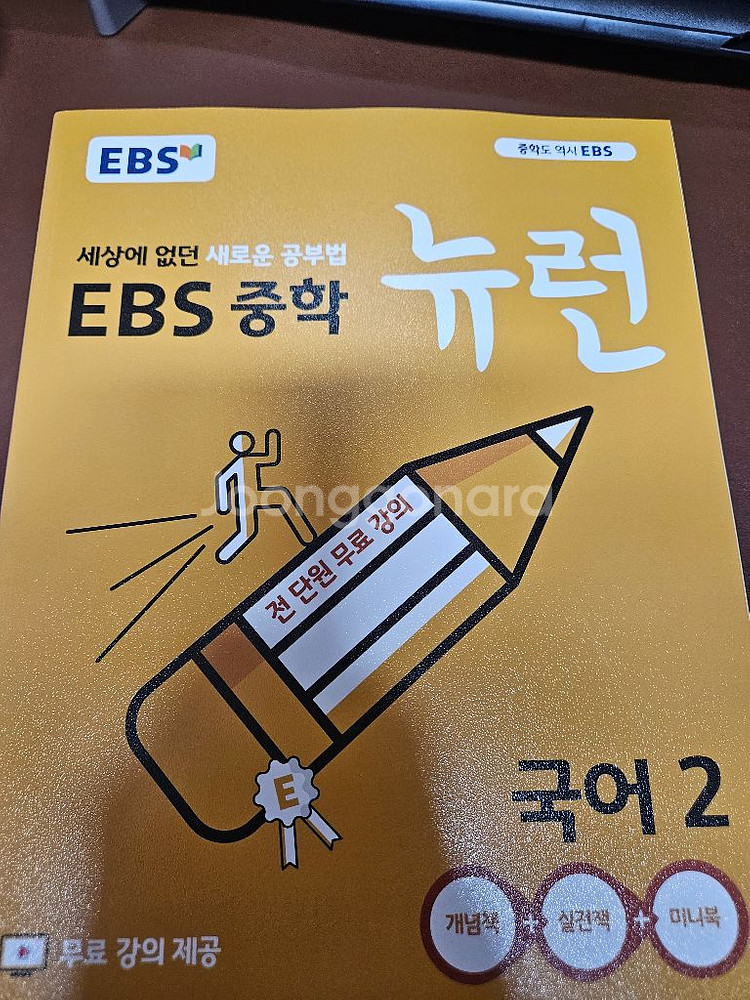 EBS
중학도 역시 EBS
세상에 없던 새로운 공부법
EBS 중학 뉴런
Joonggonara
전 단원 무료 강의
E
국어 2
개념책 + 실전책 + 미니북
무료 강의 제공